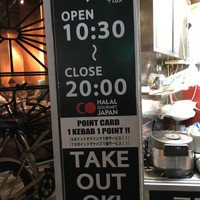 OPEN
10:30
〜
CLOSE
20:00
HALAL
GOURMET
JAPAN
POINT CARD
1 KEBAB 1 POINT !!
TAKE
OUT
OK!